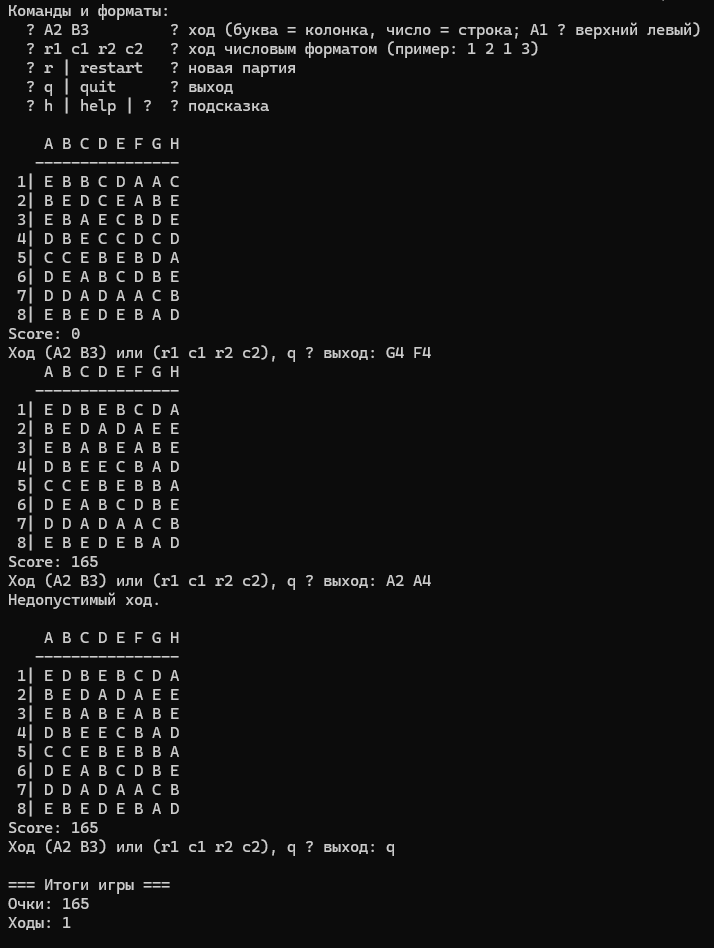 Команды и форматы:
  ? A2 B3         ? ход (буква = колонка, число = строка; A1 ? верхний левый)
  ? r1 c1 r2 c2   ? ход числовым форматом (пример: 1 2 1 3)
  ? r | restart   ? новая партия
  ? q | quit      ? выход
  ? h | help | ?  ? подсказка

    A B C D E F G H
   ----------------
 1| E B B C D A A C
 2| B E D C E A B E
 3| E B A E C B D E
 4| D B E C C D C D
 5| C C E B E B D A
 6| D E A B C D B E
 7| D D A D A A C B
 8| E B E D E B A D
Score: 0
Ход (A2 B3) или (r1 c1 r2 c2), q ? выход: G4 F4
    A B C D E F G H
   ----------------
 1| E D B E B C D A
 2| B E D A D A E E
 3| E B A B E A B E
 4| D B E E C B A D
 5| C C E B E B B A
 6| D E A B C D B E
 7| D D A D A A C B
 8| E B E D E B A D
Score: 165
Ход (A2 B3) или (r1 c1 r2 c2), q ? выход: A2 A4
Недопустимый ход.

    A B C D E F G H
   ----------------
 1| E D B E B C D A
 2| B E D A D A E E
 3| E B A B E A B E
 4| D B E E C B A D
 5| C C E B E B B A
 6| D E A B C D B E
 7| D D A D A A C B
 8| E B E D E B A D
Score: 165
Ход (A2 B3) или (r1 c1 r2 c2), q ? выход: q

=== Итоги игры ===
Очки: 165
Ходы: 1